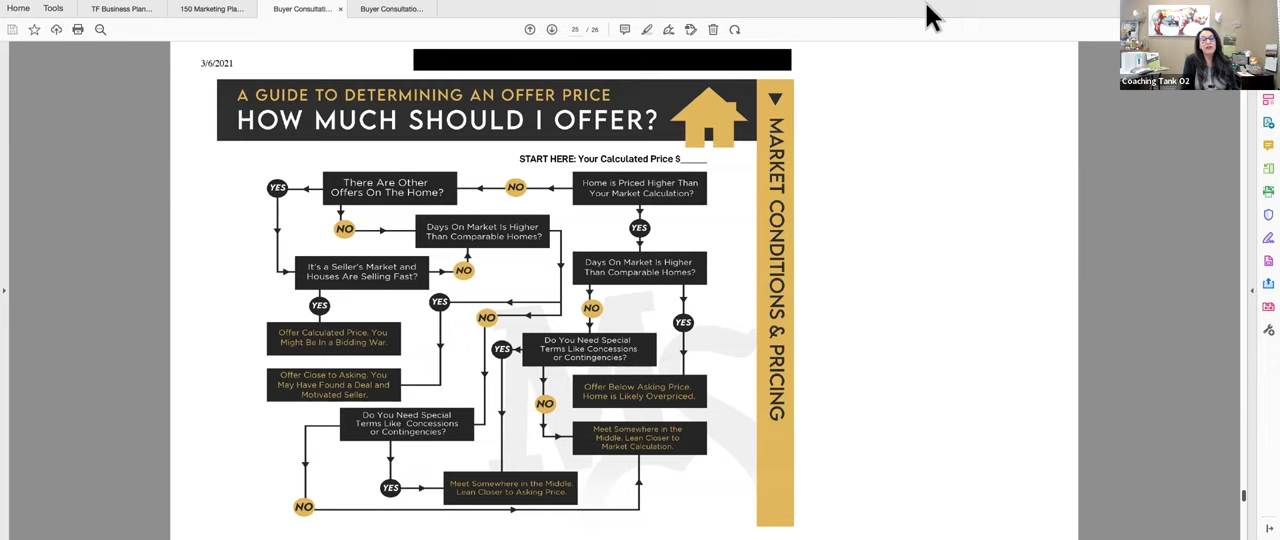 Home
Tools
TF Business Plan...
150 Marketing Pla...
Buyer Consultati...
×
Buyer Consultatio...
25 / 26
Coaching Tank O2
3/6/2021
A GUIDE TO DETERMINING AN OFFER PRICE
HOW MUCH SHOULD I OFFER?
MARKET CONDITIONS & PRICING
START HERE: Your Calculated Price $_____
YES
There Are Other
Offers On The Home?
NO
Home is Priced Higher Than
Your Market Calculation?
NO
Days On Market Is Higher
Than Comparable Homes?
YES
It's a Seller's Market and
Houses Are Selling Fast?
NO
Days On Market Is Higher
Than Comparable Homes?
YES
YES
NO
NO
YES
Offer Calculated Price. You
Might Be In a Bidding War.
YES
Do You Need Special
Terms Like Concessions
or Contingencies?
Offer Close to Asking. You
May Have Found a Deal and
Motivated Seller.
Offer Below Asking Price.
Home is Likely Overpriced.
NO
Do You Need Special
Terms Like Concessions
or Contingencies?
Meet Somewhere in the
Middle. Lean Closer to
Market Calculation.
YES
Meet Somewhere in the Middle.
Lean Closer to Asking Price.
NO